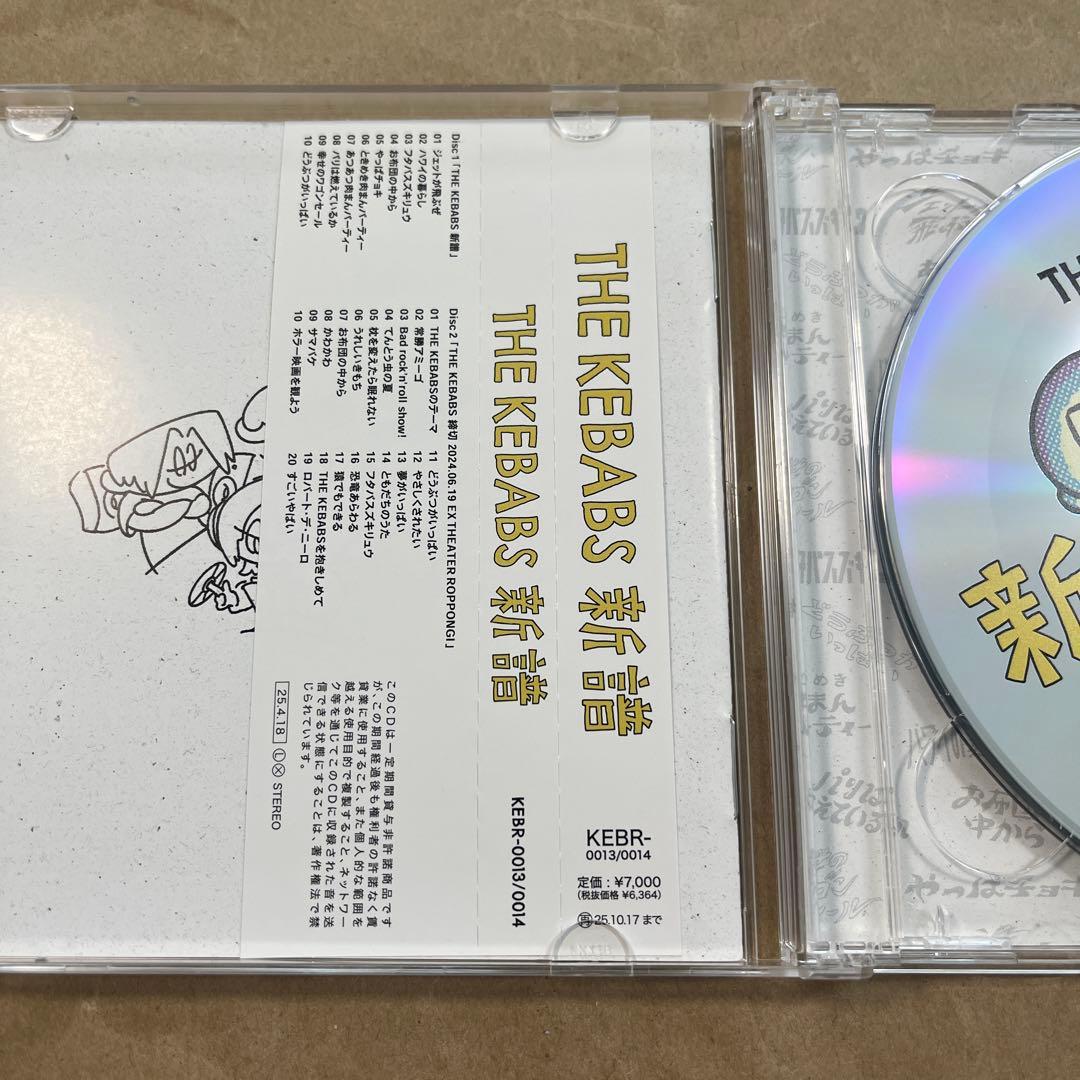 THE KEBABS 新譜
KEBR-
0013/0014
定価：¥7,000
(税抜価格 ¥6,364)
再 25.10.17 まで
THE KEBABS 新譜
KEBR-0013/0014
Disc 1「THE KEBABS 新譜」
01 ジェットが飛ぶぜ
02 ハワイの暮らし
03 フタバスズキリュウ
04 お布団の中から
05 やっぱチョキ
06 ときめき肉まんパーティー
07 あつあつ肉まんパーティー
08 パリは燃えているか
09 幸せのワゴンセール
10 どうぶつがいっぱい
Disc 2「THE KEBABS 締切 2024.06.19 EX THEATER ROPPONGI」
01 THE KEBABSのテーマ
02 常勝アミーゴ
03 Bad rock'n'roll show!
04 てんとう虫の夏
05 枕を変えたら眠れない
06 うれしいきもち
07 お布団の中から
08 かわかわ
09 サマバケ
10 ホラー映画を観よう
11 どうぶつがいっぱい
12 やさしくされたい
13 夢がいっぱい
14 ともだちのうた
15 フタバスズキリュウ
16 恐竜あらわる
17 猿でもできる
18 THE KEBABSを抱きしめて
19 ロバート・デ・ニーロ
20 すごいやばい
このCDは一定期間貸与非許諾商品です
が、この期間経過後も権利者の許諾なく賃
貸業に使用すること、また個人的な範囲を
越える使用目的で複製すること、ネットワー
ク等を通じてこのCDに収録された音を送
信できる状態にすることは、著作権法で禁
じられています。
25.4.18 Ⓛ Ⓧ STEREO
TH
新
やっぱチョキ
パリは
えている
お布団
中から
やっぱチョキ